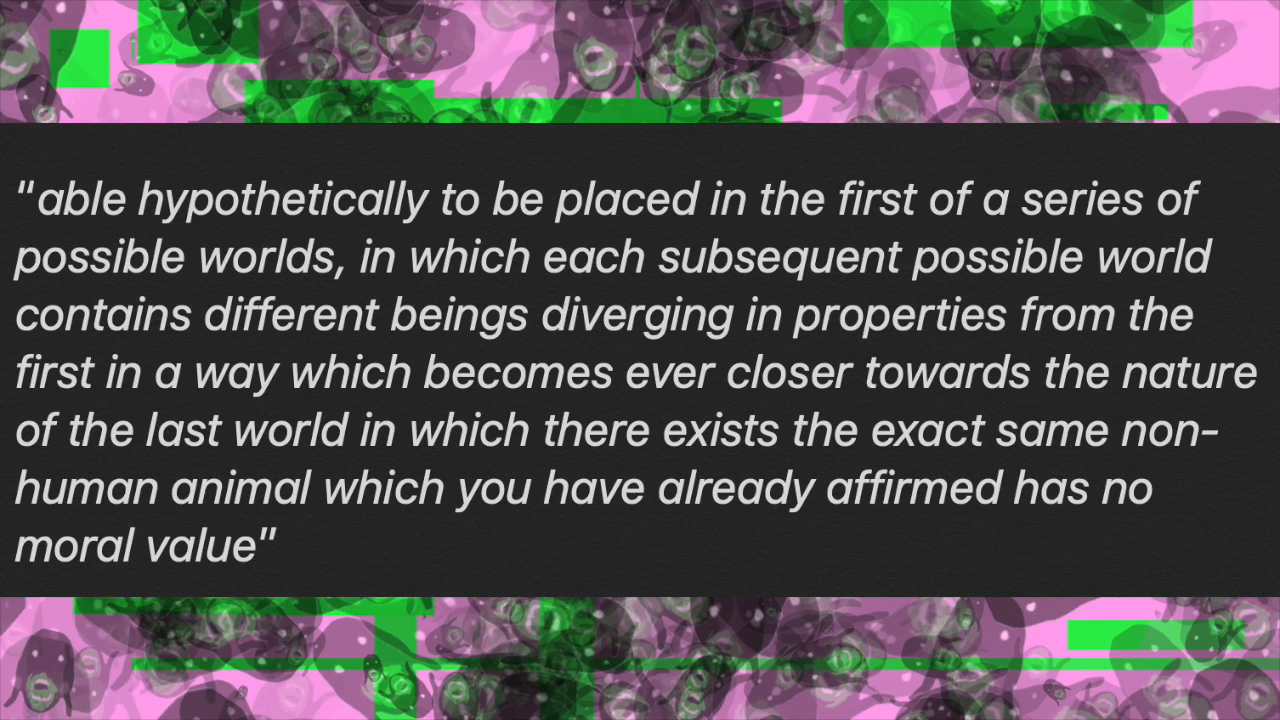 "able hypothetically to be placed in the first of a series of
possible worlds, in which each subsequent possible world
contains different beings diverging in properties from the
first in a way which becomes ever closer towards the nature
of the last world in which there exists the exact same non-
human animal which you have already affirmed has no
moral value"